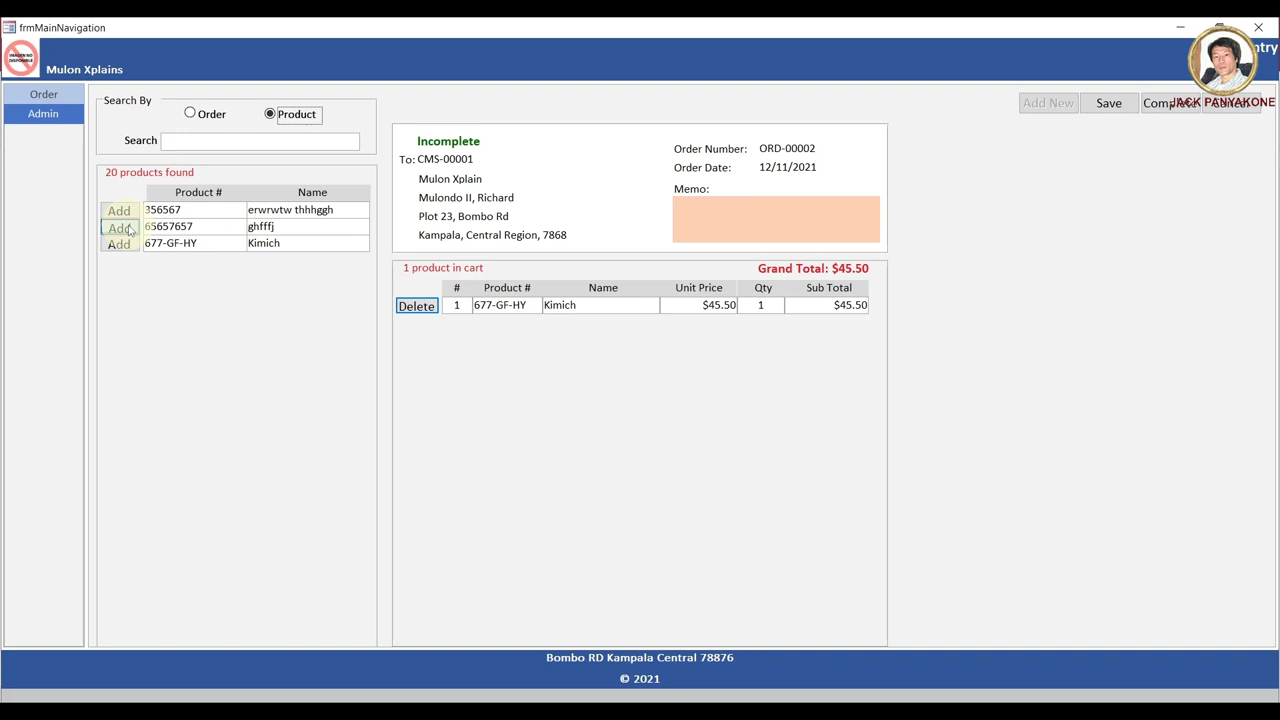 frmMainNavigation
IMAGEN NO
DISPONIBLE
Mulon Xplains
ntry
Order
Admin
Search By
Order
Product
Search
20 products found
Product # Name
Add 356567 erwrwtw thhhggh
Add 65657657 ghfffj
Add 677-GF-HY Kimich
Add New Save
JACK PANYAKONE
Incomplete
To: CMS-00001
Mulon Xplain
Mulondo II, Richard
Plot 23, Bombo Rd
Kampala, Central Region, 7868
Order Number: ORD-00002
Order Date: 12/11/2021
Memo:
1 product in cart
Grand Total: $45.50
# Product # Name Unit Price Qty Sub Total
Delete 1 677-GF-HY Kimich $45.50 1 $45.50
Bombo RD Kampala Central 78876
© 2021